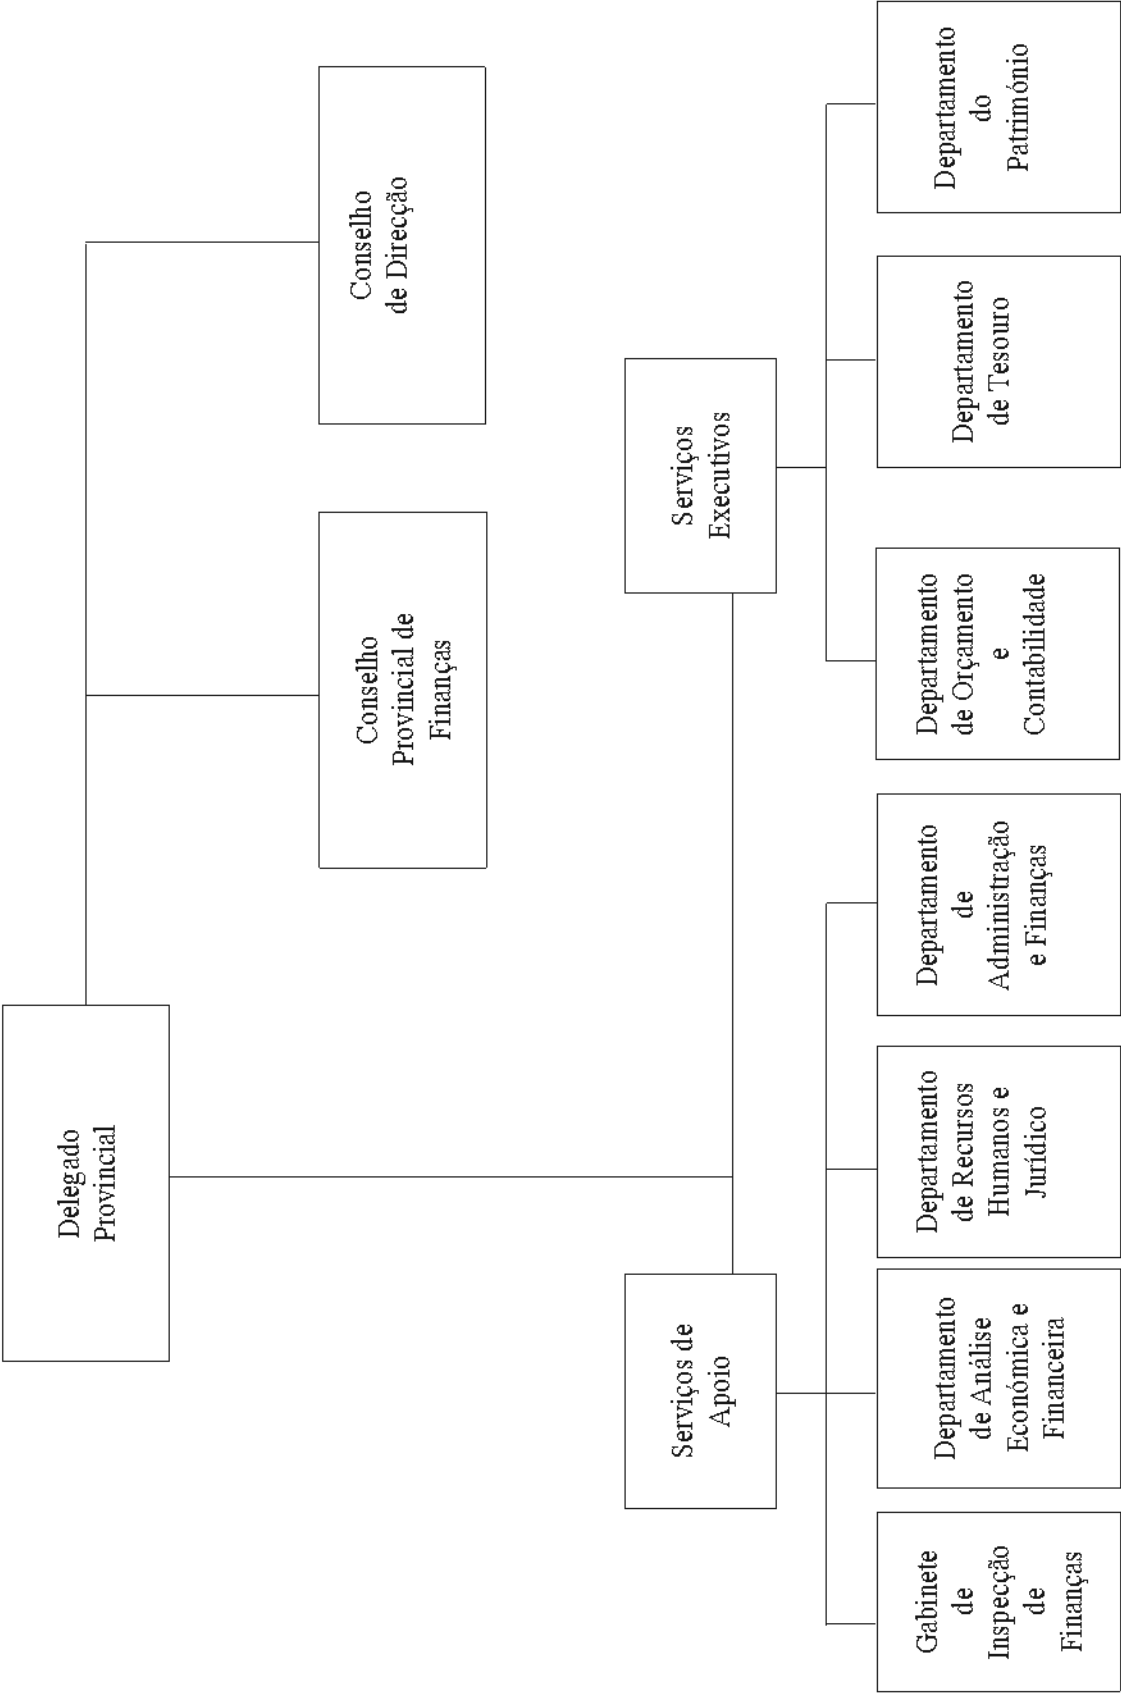 Delegado
Provincial
Conselho
Provincial de
Finanças
Conselho
de Direcção
Serviços de
Apoio
Serviços
Executivos
Gabinete
de
Inspecção
de
Finanças
Departamento
de Análise
Económica e
Financeira
Departamento
de Recursos
Humanos e
Jurídico
Departamento
de
Administração
e Finanças
Departamento
de Orçamento
e
Contabilidade
Departamento
de Tesouro
Departamento
do
Património